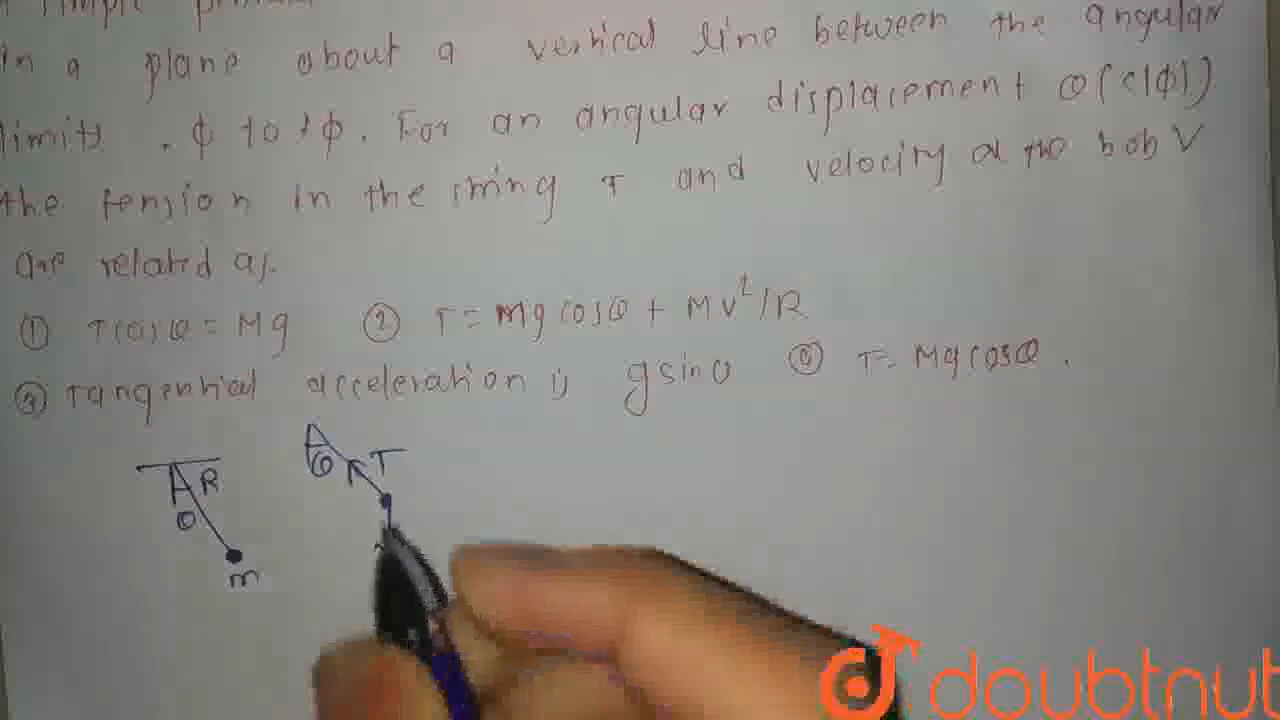 in a plane about a vertical line between the angular
limits - ϕ to +ϕ. For an angular displacement θ(<|ϕ|)
the tension in the string T and velocity of the bob V
are related as.
① T cos θ = Mg ② T = Mg cos θ + MV²/R
③ Tangential acceleration is g sin θ ④ T = Mg cos θ.
R
θ
m
θ
T
doubtnut